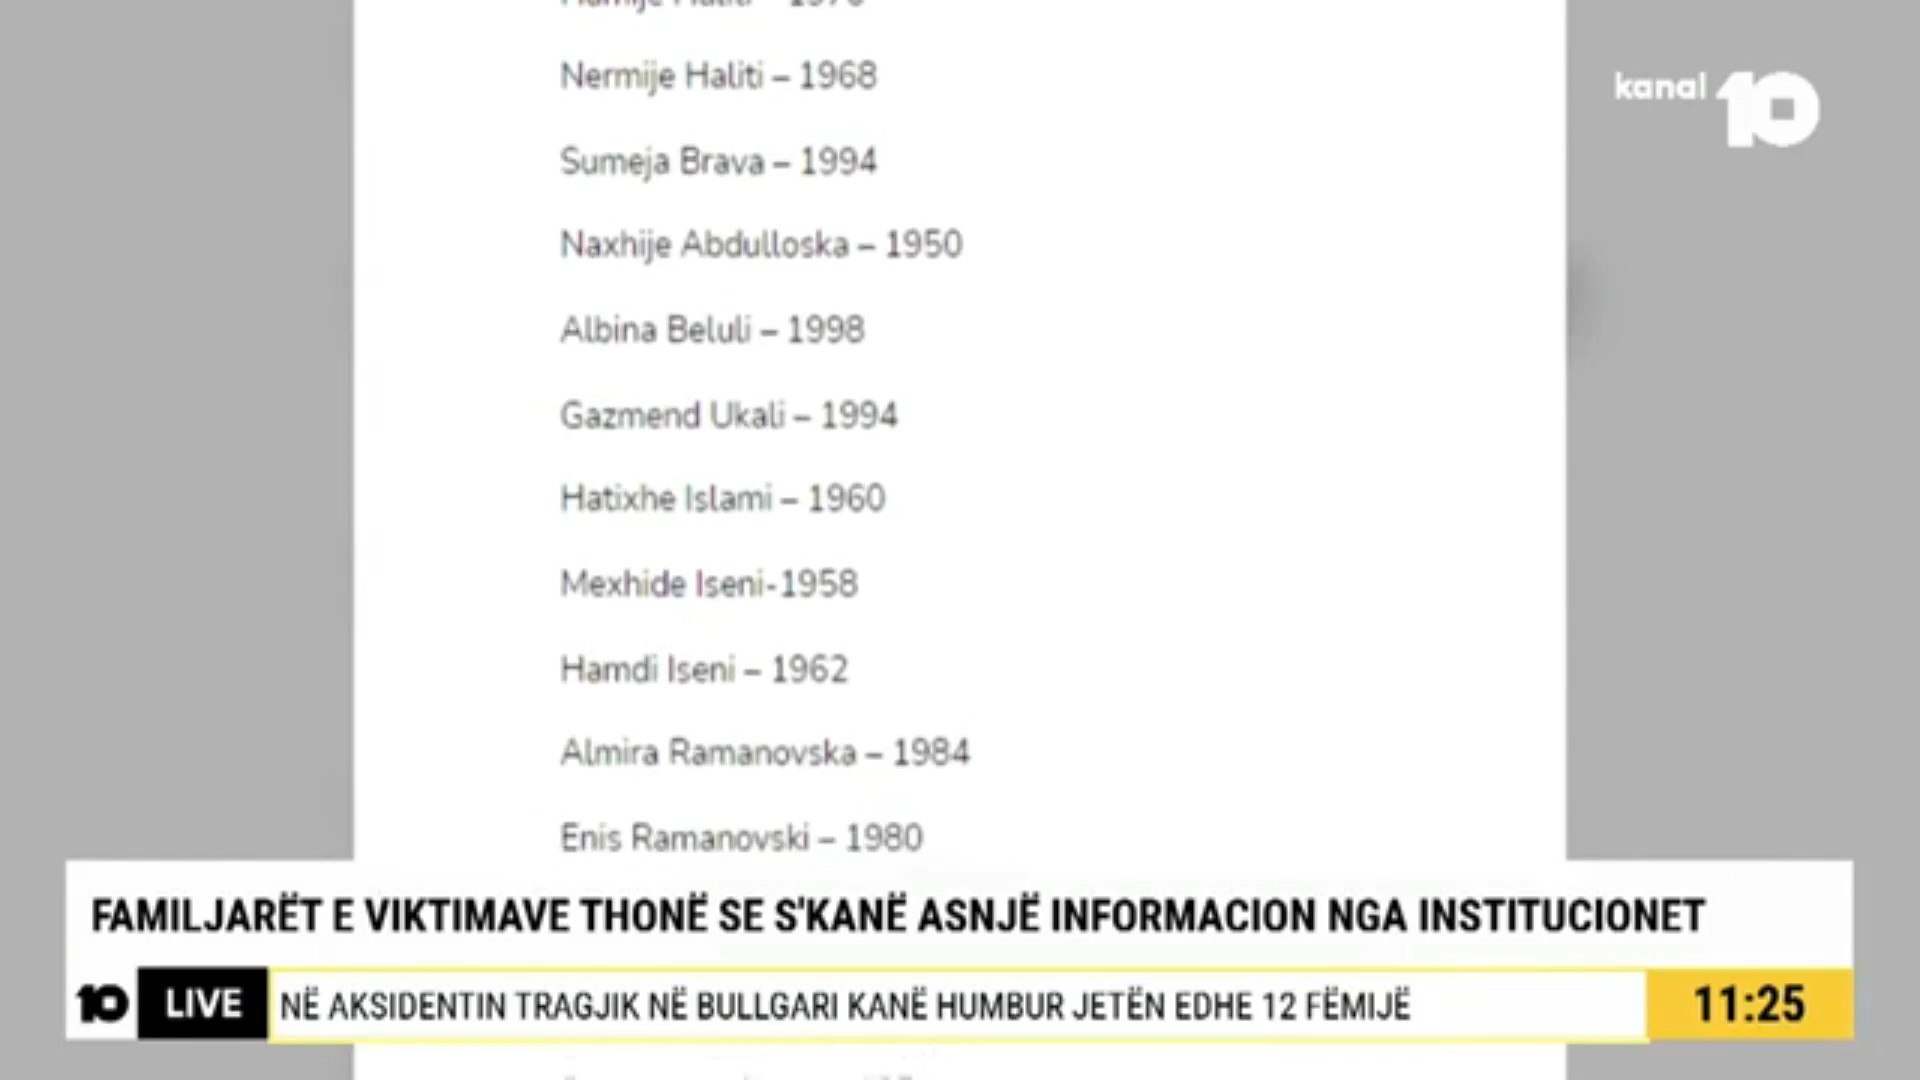 Nermije Haliti – 1968
kanal 10
Sumeja Brava – 1994
Naxhije Abdulloska – 1950
Albina Beluli – 1998
Gazmend Ukali – 1994
Hatixhe Islami – 1960
Mexhide Iseni-1958
Hamdi Iseni – 1962
Almira Ramanovska – 1984
Enis Ramanovski – 1980
FAMILJARËT E VIKTIMAVE THONË SE S'KANË ASNJË INFORMACION NGA INSTITUCIONET
10 LIVE NË AKSIDENTIN TRAGJIK NË BULLGARI KANË HUMBUR JETËN EDHE 12 FËMIJË 11:25